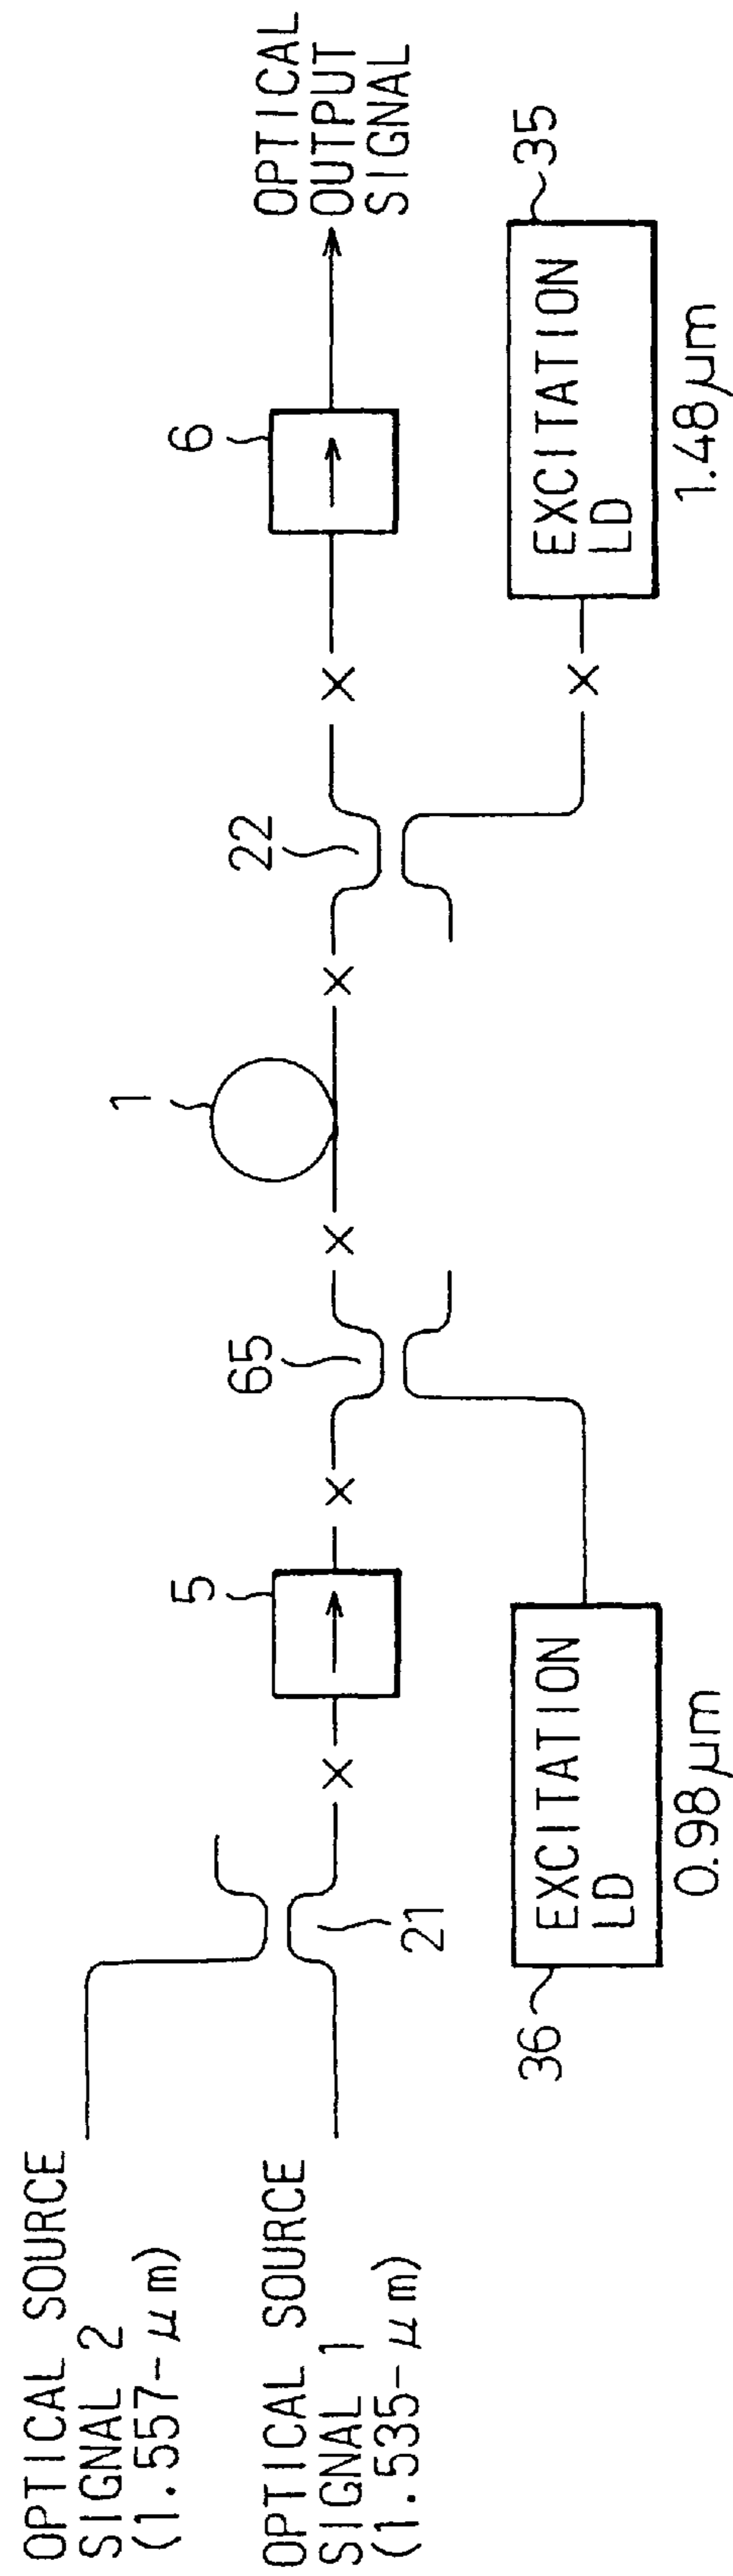 OPTICAL SOURCE
SIGNAL 2
(1.557-μm)
OPTICAL SOURCE
SIGNAL 1
(1.535-μm)
21
5
65
1
22
6
OPTICAL
OUTPUT
SIGNAL
36
EXCITATION
LD
0.98μm
35
EXCITATION
LD
1.48μm